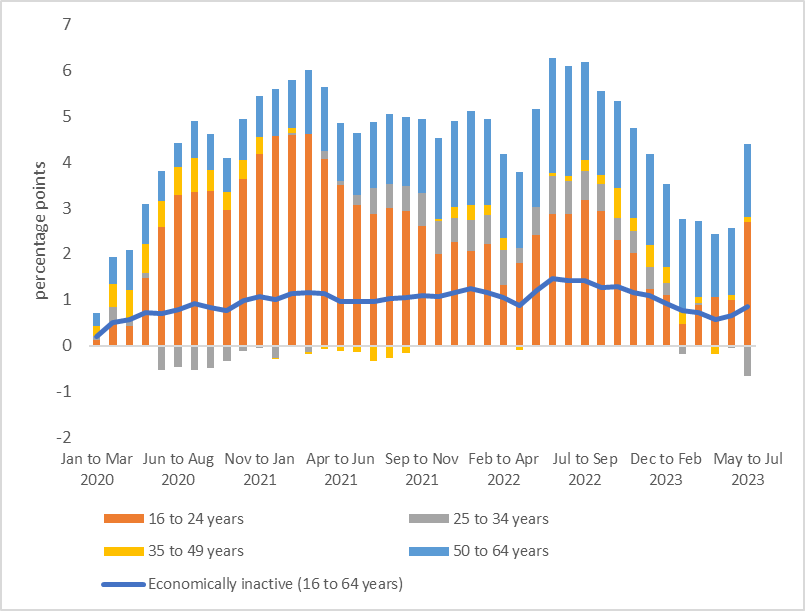 7
6
5
4
3
2
1
0
-1
-2
percentage points
Jan to Mar 2020
Jun to Aug 2020
Nov to Jan 2021
Apr to Jun 2021
Sep to Nov 2021
Feb to Apr 2022
Jul to Sep 2022
Dec to Feb 2023
May to Jul 2023
16 to 24 years
25 to 34 years
35 to 49 years
50 to 64 years
Economically inactive (16 to 64 years)